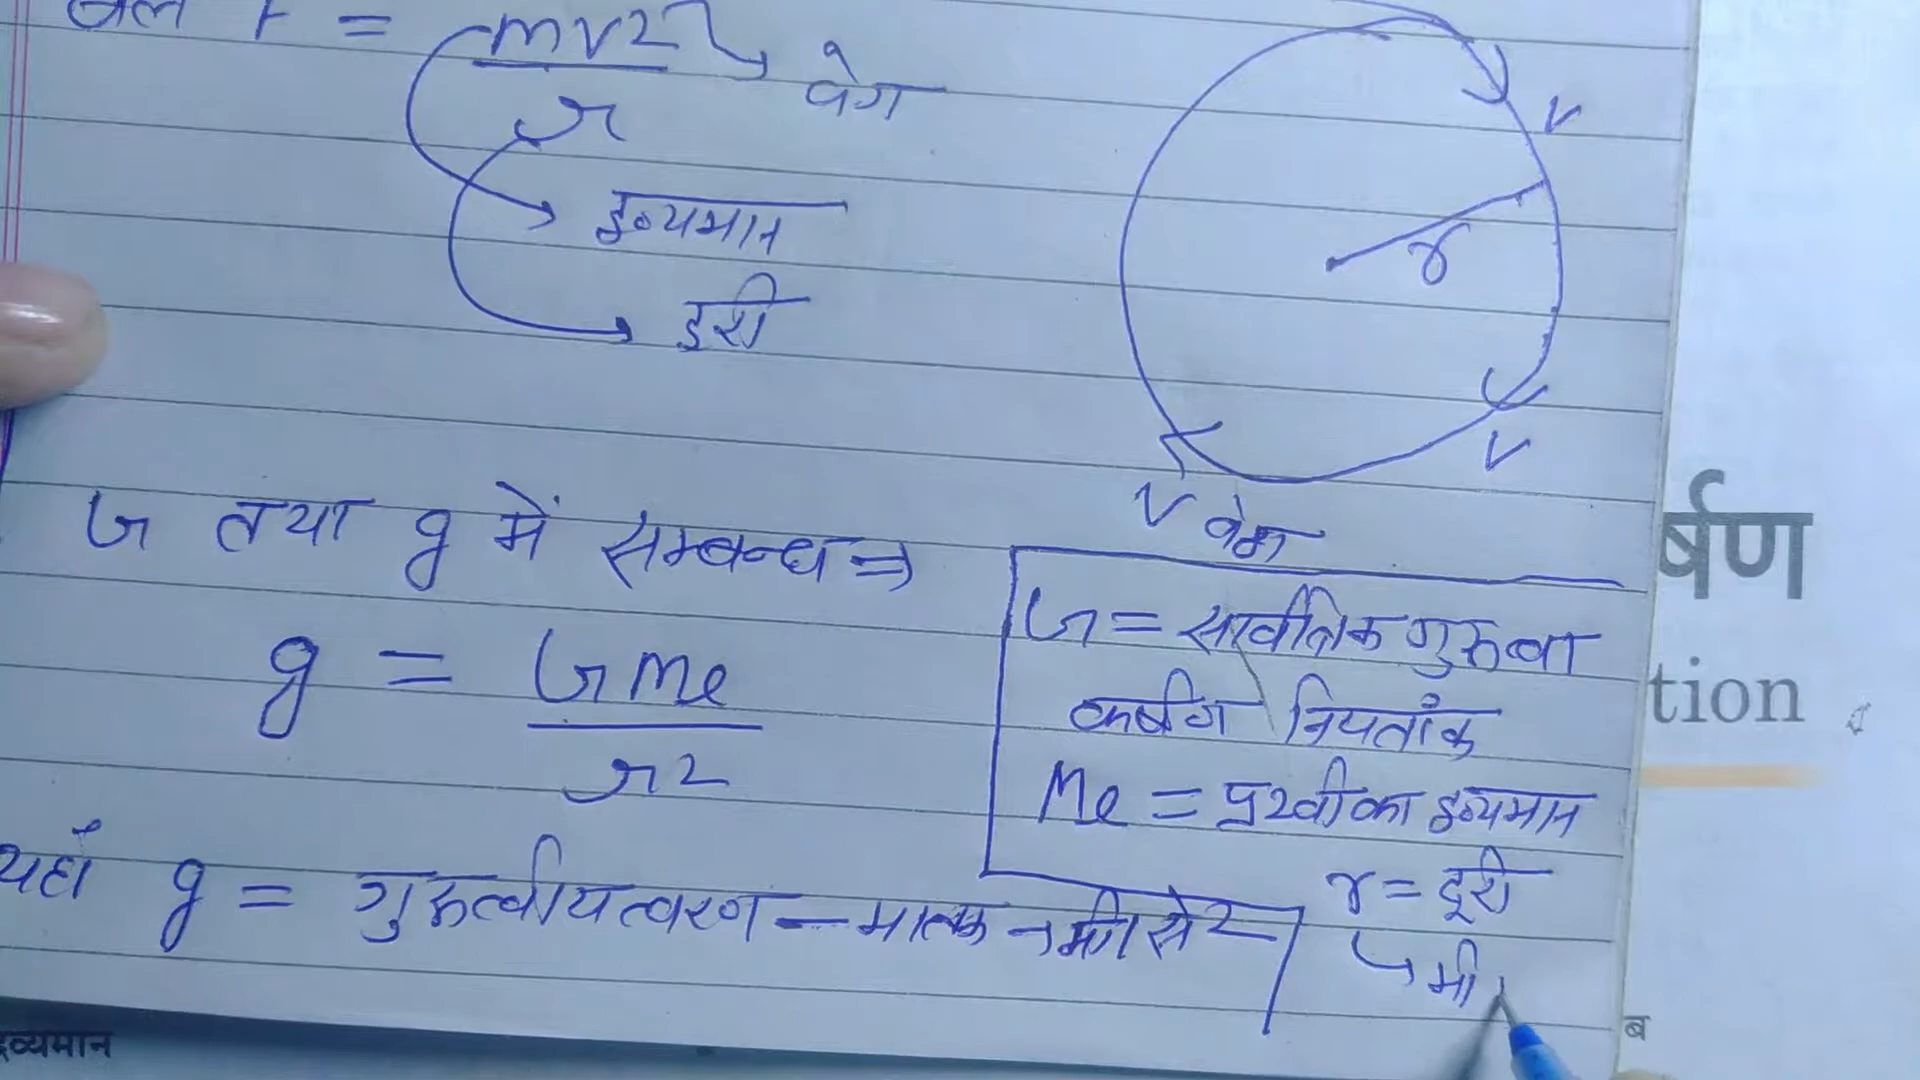 बल F = mv2 वेग
r
द्रव्यमान
दूरी
v
r
v
v वेग
G तथा g में सम्बन्ध ⇒
g = GMe
r2
G = सार्वत्रिक गुरुत्वा
कर्षण नियतांक
Me = पृथ्वी का द्रव्यमान
r = दूरी
↳ मी
यहाँ g = गुरुत्वीय त्वरण – मात्रक → मी/से2
र्षण
tion
द्रव्यमान
ब